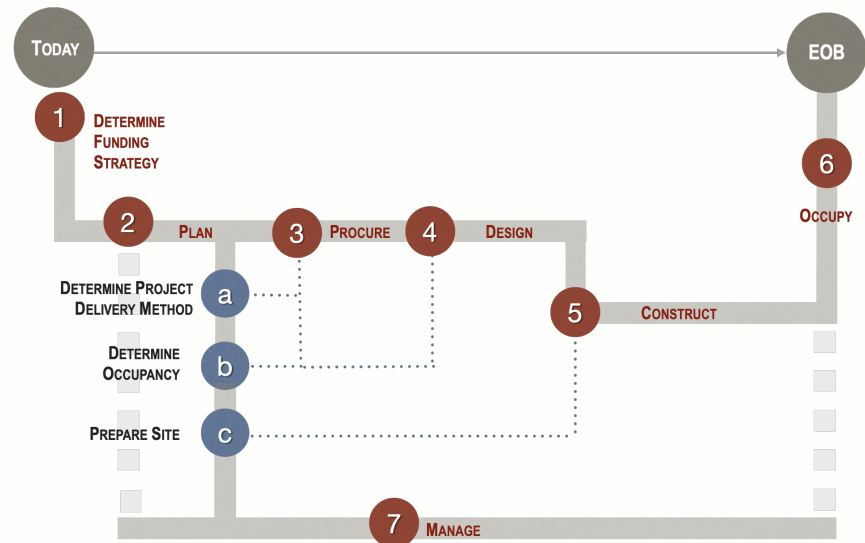 TODAY
EOB
1
DETERMINE
FUNDING
STRATEGY
6
OCCUPY
2
PLAN
3
PROCURE
4
DESIGN
DETERMINE PROJECT
DELIVERY METHOD
a
5
CONSTRUCT
DETERMINE
OCCUPANCY
b
PREPARE SITE
c
7
MANAGE